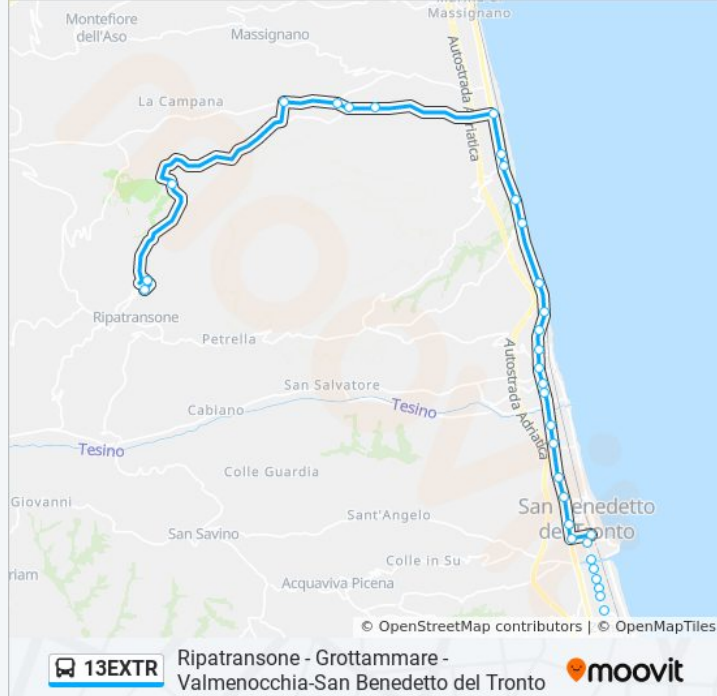 Montefiore
dell'Aso
Massignano
Massignano
La Campana
Autostrada Adriatica
Ripatransone
Petrella
Autostrada Adriatica
San Salvatore
Cabiano
Tesino
Tesino
Colle Guardia
Giovanni
Sant'Angelo
San Benedetto
del Tronto
San Savino
Colle in Su
riam
Acquaviva Picena
© OpenStreetMap contributors | © OpenMapTiles
13EXTR
Ripatransone - Grottammare -
Valmenocchia-San Benedetto del Tronto
moovit